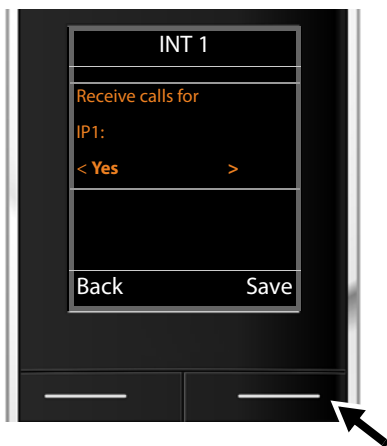 INT 1
Receive calls for
IP1:
< Yes >
Back Save